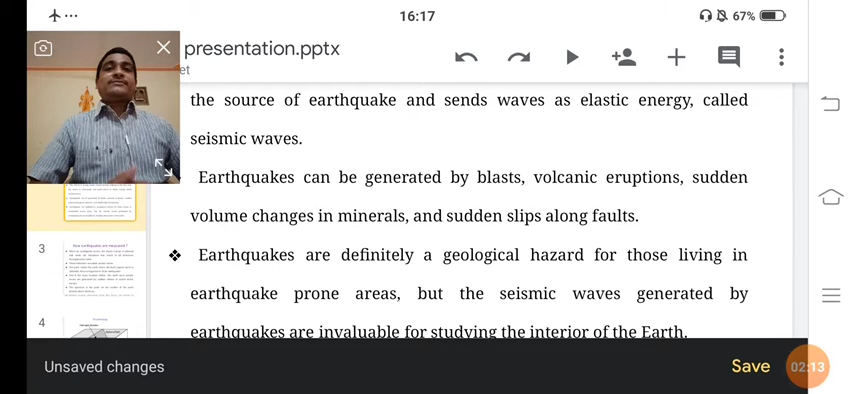 16:17
67%
presentation.pptx
et
the source of earthquake and sends waves as elastic energy, called
seismic waves.
Earthquakes can be generated by blasts, volcanic eruptions, sudden
volume changes in minerals, and sudden slips along faults.
❖ Earthquakes are definitely a geological hazard for those living in
earthquake prone areas, but the seismic waves generated by
earthquakes are invaluable for studying the interior of the Earth.
3
How earthquakes are measured ?
4
Unsaved changes
Save
02:13